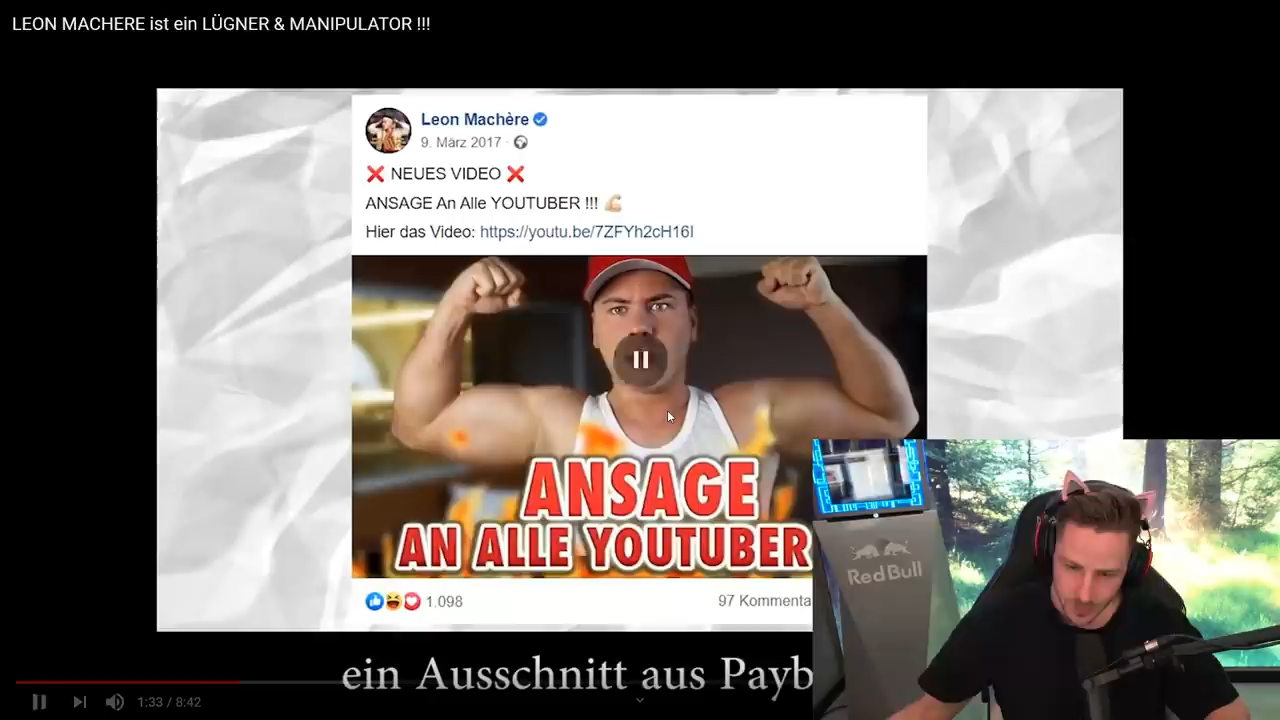 LEON MACHERE ist ein LÜGNER & MANIPULATOR !!!
Leon Machère
9. März 2017
❌ NEUES VIDEO ❌
ANSAGE An Alle YOUTUBER !!! 💪🏼
Hier das Video: https://youtu.be/7ZFYh2cH16I
ANSAGE
AN ALLE YOUTUBER
1.098
97 Kommenta
Red Bull
ein Ausschnitt aus Payb
1:33 / 8:42